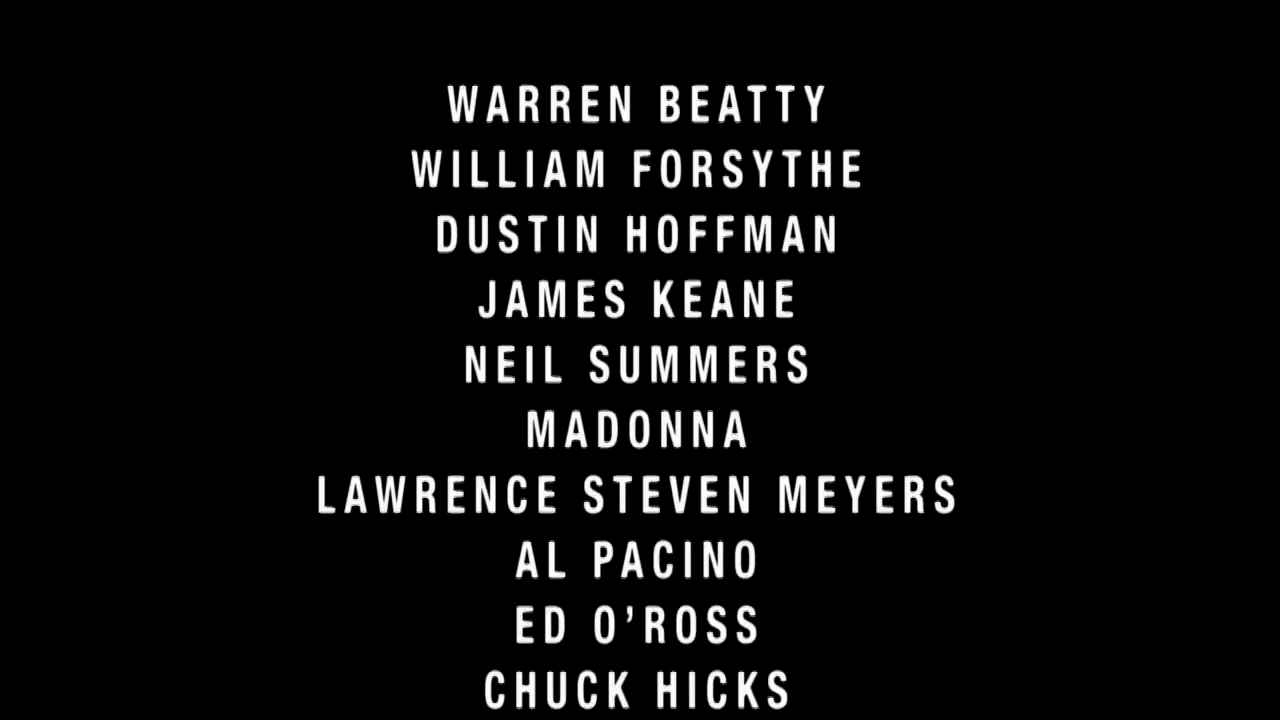 WARREN BEATTY
WILLIAM FORSYTHE
DUSTIN HOFFMAN
JAMES KEANE
NEIL SUMMERS
MADONNA
LAWRENCE STEVEN MEYERS
AL PACINO
ED O’ROSS
CHUCK HICKS